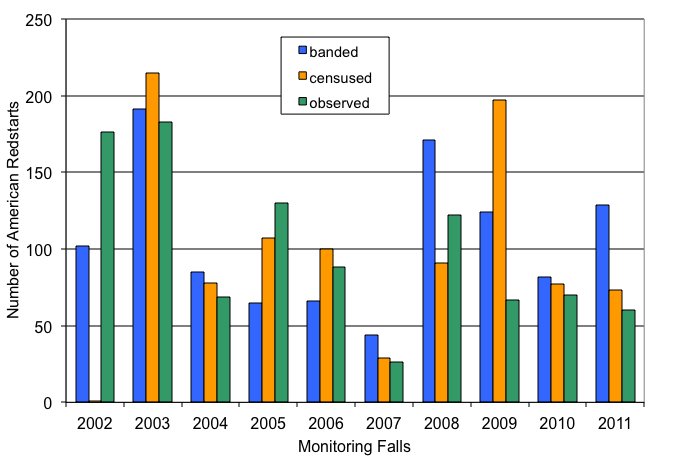 250
200
150
100
50
0
Number of American Redstarts
banded
censused
observed
2002 2003 2004 2005 2006 2007 2008 2009 2010 2011
Monitoring Falls